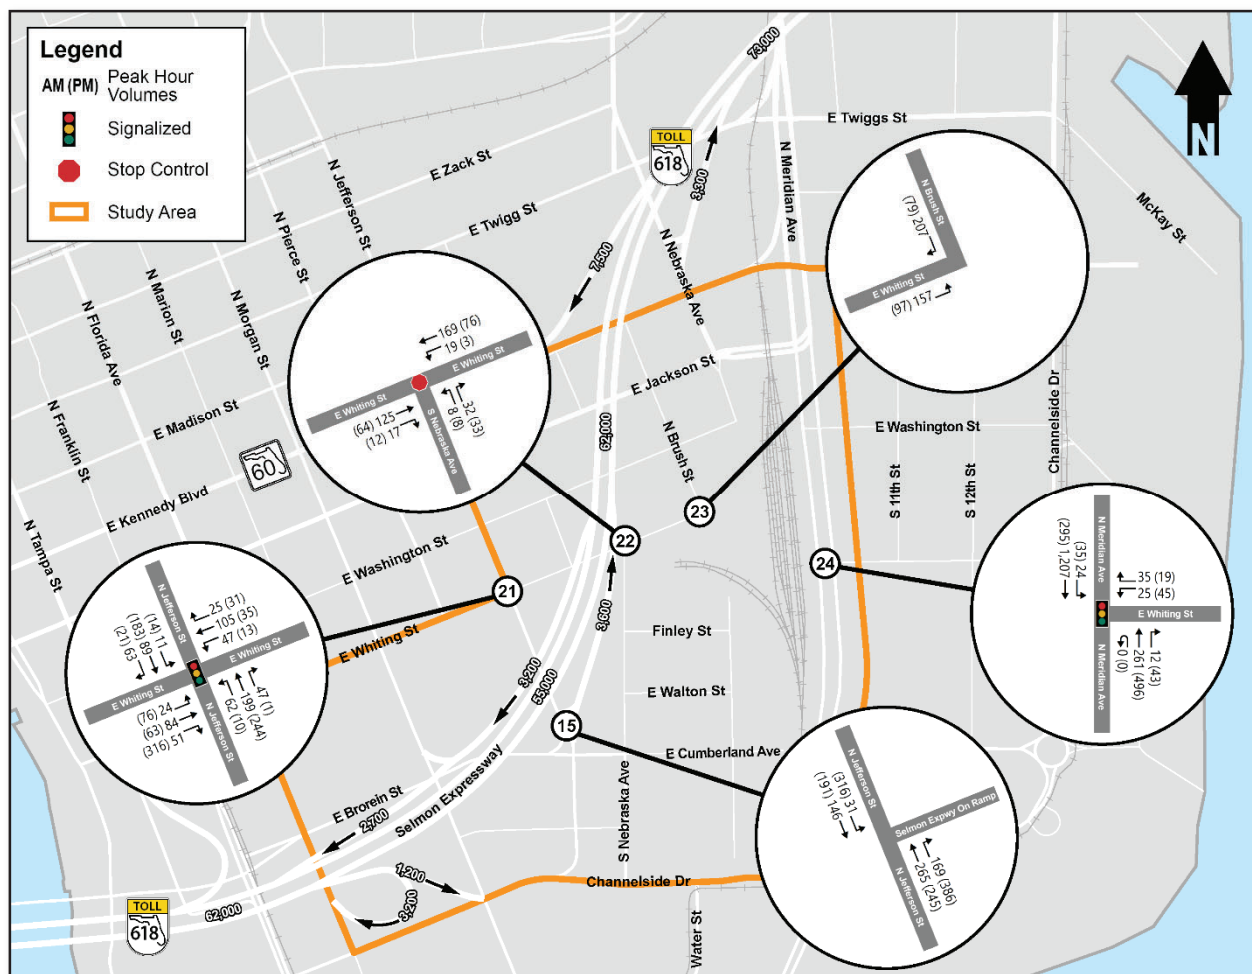 Legend
AM (PM) Peak Hour
Volumes
Signalized
Stop Control
Study Area
N
73,000
TOLL
618
3,300
7,500
E Twiggs St
N Meridian Ave
McKay St
E Zack St
E Twigg St
N Jefferson St
N Pierce St
N Morgan St
N Marion St
N Florida Ave
N Franklin St
N Tampa St
N Nebraska Ave
E Madison St
60
E Kennedy Blvd
E Jackson St
62,000
N Brush St
E Washington St
E Washington St
S 11th St
S 12th St
Channelside Dr
169 (76)
19 (3)
E Whiting St
E Whiting St
(64) 125
(12) 17
32 (33)
8 (8)
S Nebraska Ave
N Brush St
(79) 207
E Whiting St
(97) 157
21
22
23
24
15
E Whiting St
3,600
Finley St
E Walton St
E Cumberland Ave
3,200
55,000
Selmon Expressway
E Brorein St
2,700
S Nebraska Ave
1,200
3,200
Channelside Dr
Water St
62,000
TOLL
618
N Jefferson St
25 (31)
105 (35)
47 (13)
(14) 11
(183) 89
(21) 63
E Whiting St
E Whiting St
(76) 24
(63) 84
(316) 51
47 (1)
199 (244)
62 (10)
N Jefferson St
N Meridian Ave
(35) 24
(295) 1,207
35 (19)
25 (45)
E Whiting St
12 (43)
261 (496)
0 (0)
N Meridian Ave
N Jefferson St
(316) 31
(191) 146
Selmon Expwy On Ramp
169 (386)
265 (245)
N Jefferson St